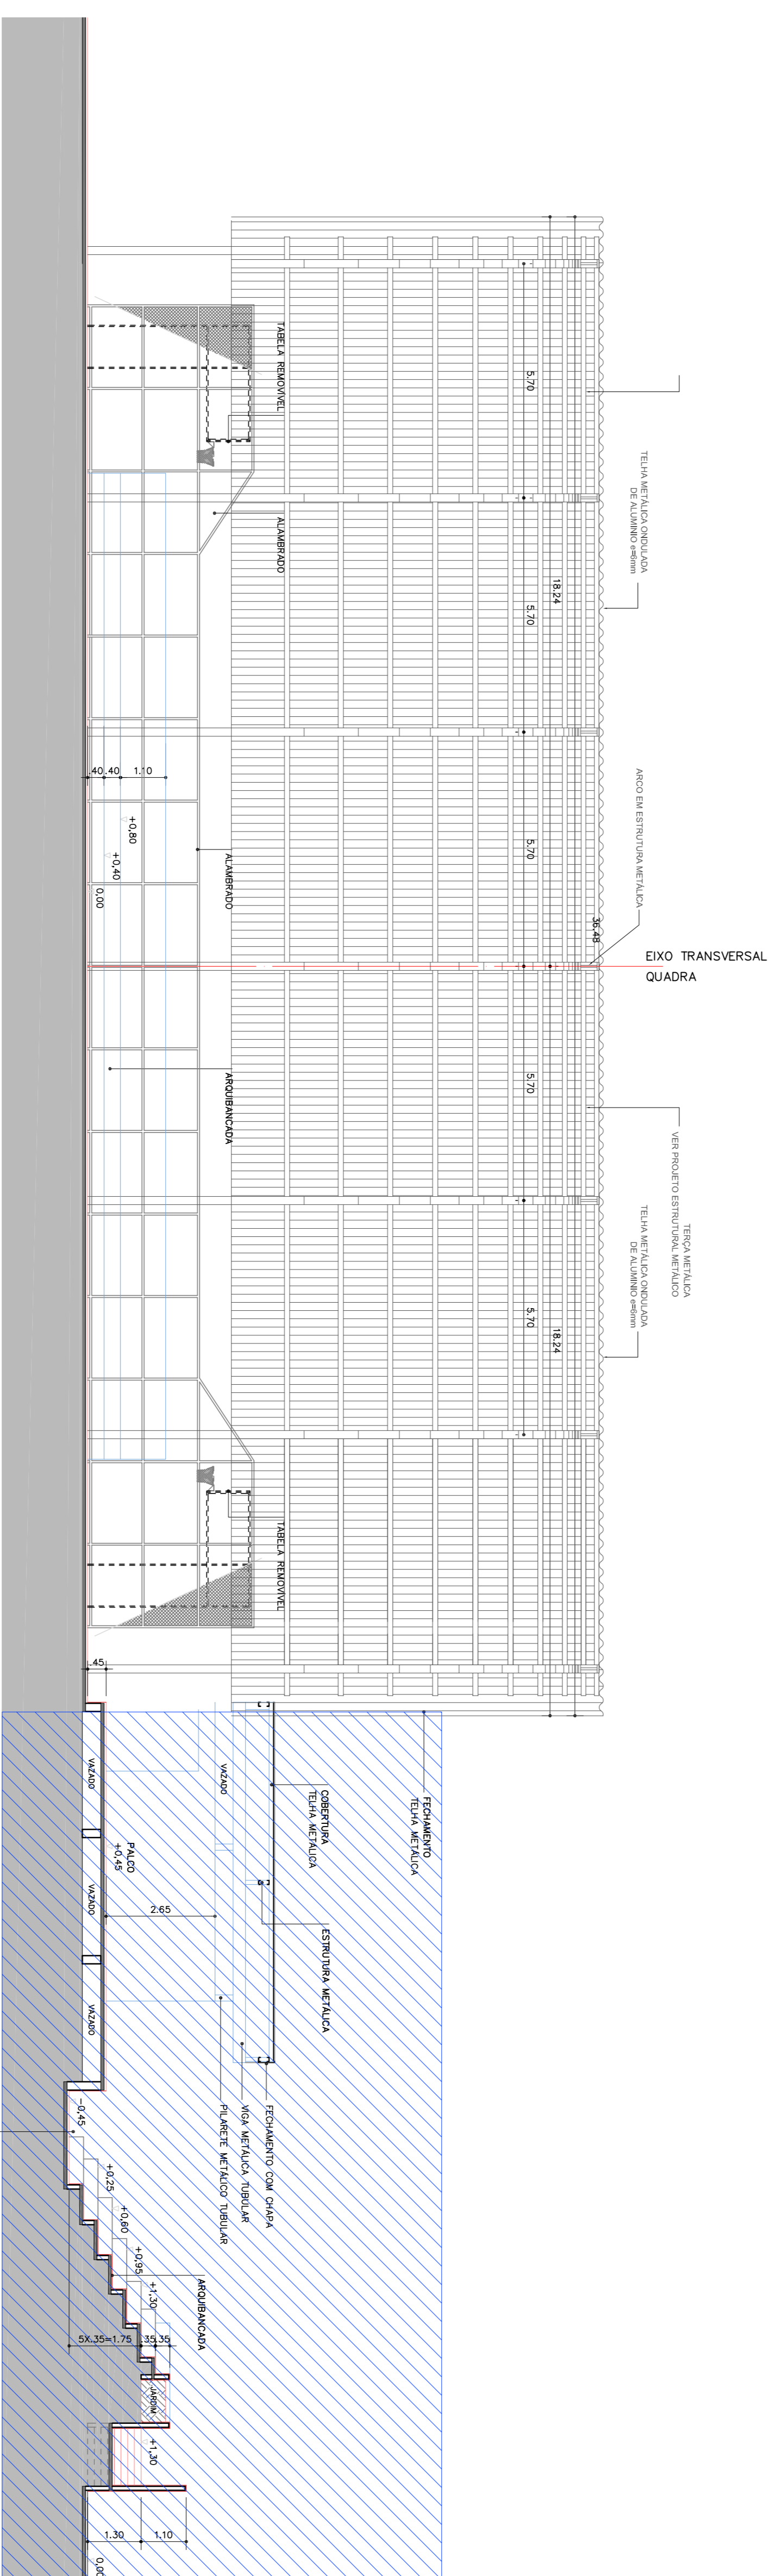 TELHA METÁLICA ONDULADA
DE ALUMINIO e=6mm
ARCO EM ESTRUTURA METÁLICA
EIXO TRANSVERSAL
QUADRA
TERÇA METÁLICA
VER PROJETO ESTRUTURAL METÁLICO
TELHA METÁLICA ONDULADA
DE ALUMINIO e=6mm
36.48
18.24
18.24
5.70
5.70
5.70
5.70
5.70
TABELA REMOVÍVEL
ALAMBRADO
ALAMBRADO
ARQUIBANCADA
TABELA REMOVÍVEL
.40
.40
1.10
+0,80
+0,40
0,00
.45
FECHAMENTO
TELHA METÁLICA
COBERTURA
TELHA METÁLICA
ESTRUTURA METÁLICA
FECHAMENTO COM CHAPA
VIGA METÁLICA TUBULAR
PILARETE METÁLICO TUBULAR
VAZADO
VAZADO
PALCO
+0,45
VAZADO
VAZADO
2.65
-0,45
+0,25
+0,60
+0,95
+1,30
ARQUIBANCADA
5X.35=1.75
.35
.35
JARDIM
+1,30
1.30
1.10